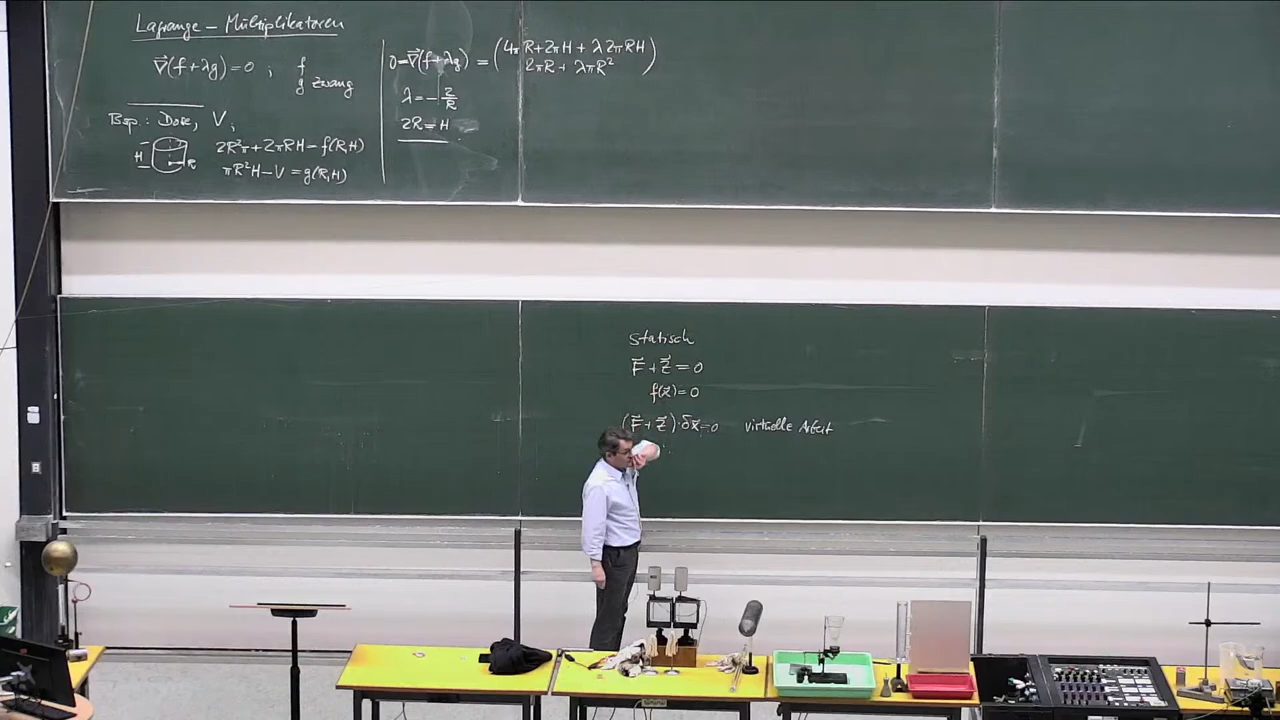 Lagrange-Multiplikatoren
∇⃗(f+λg)=0 ; f
g Zwang
Bsp.: Dose, V,
H R 2R²π+2πRH = f(R,H)
πR²H-V = g(R,H)
0=∇⃗(f+λg) = (4πR+2πH+λ2πRH
2πR+λπR²)
λ=-2/R
2R=H
Statisch
F⃗+Z⃗=0
f(x⃗)=0
(F⃗+Z⃗)·δx⃗=0 virtuelle Arbeit